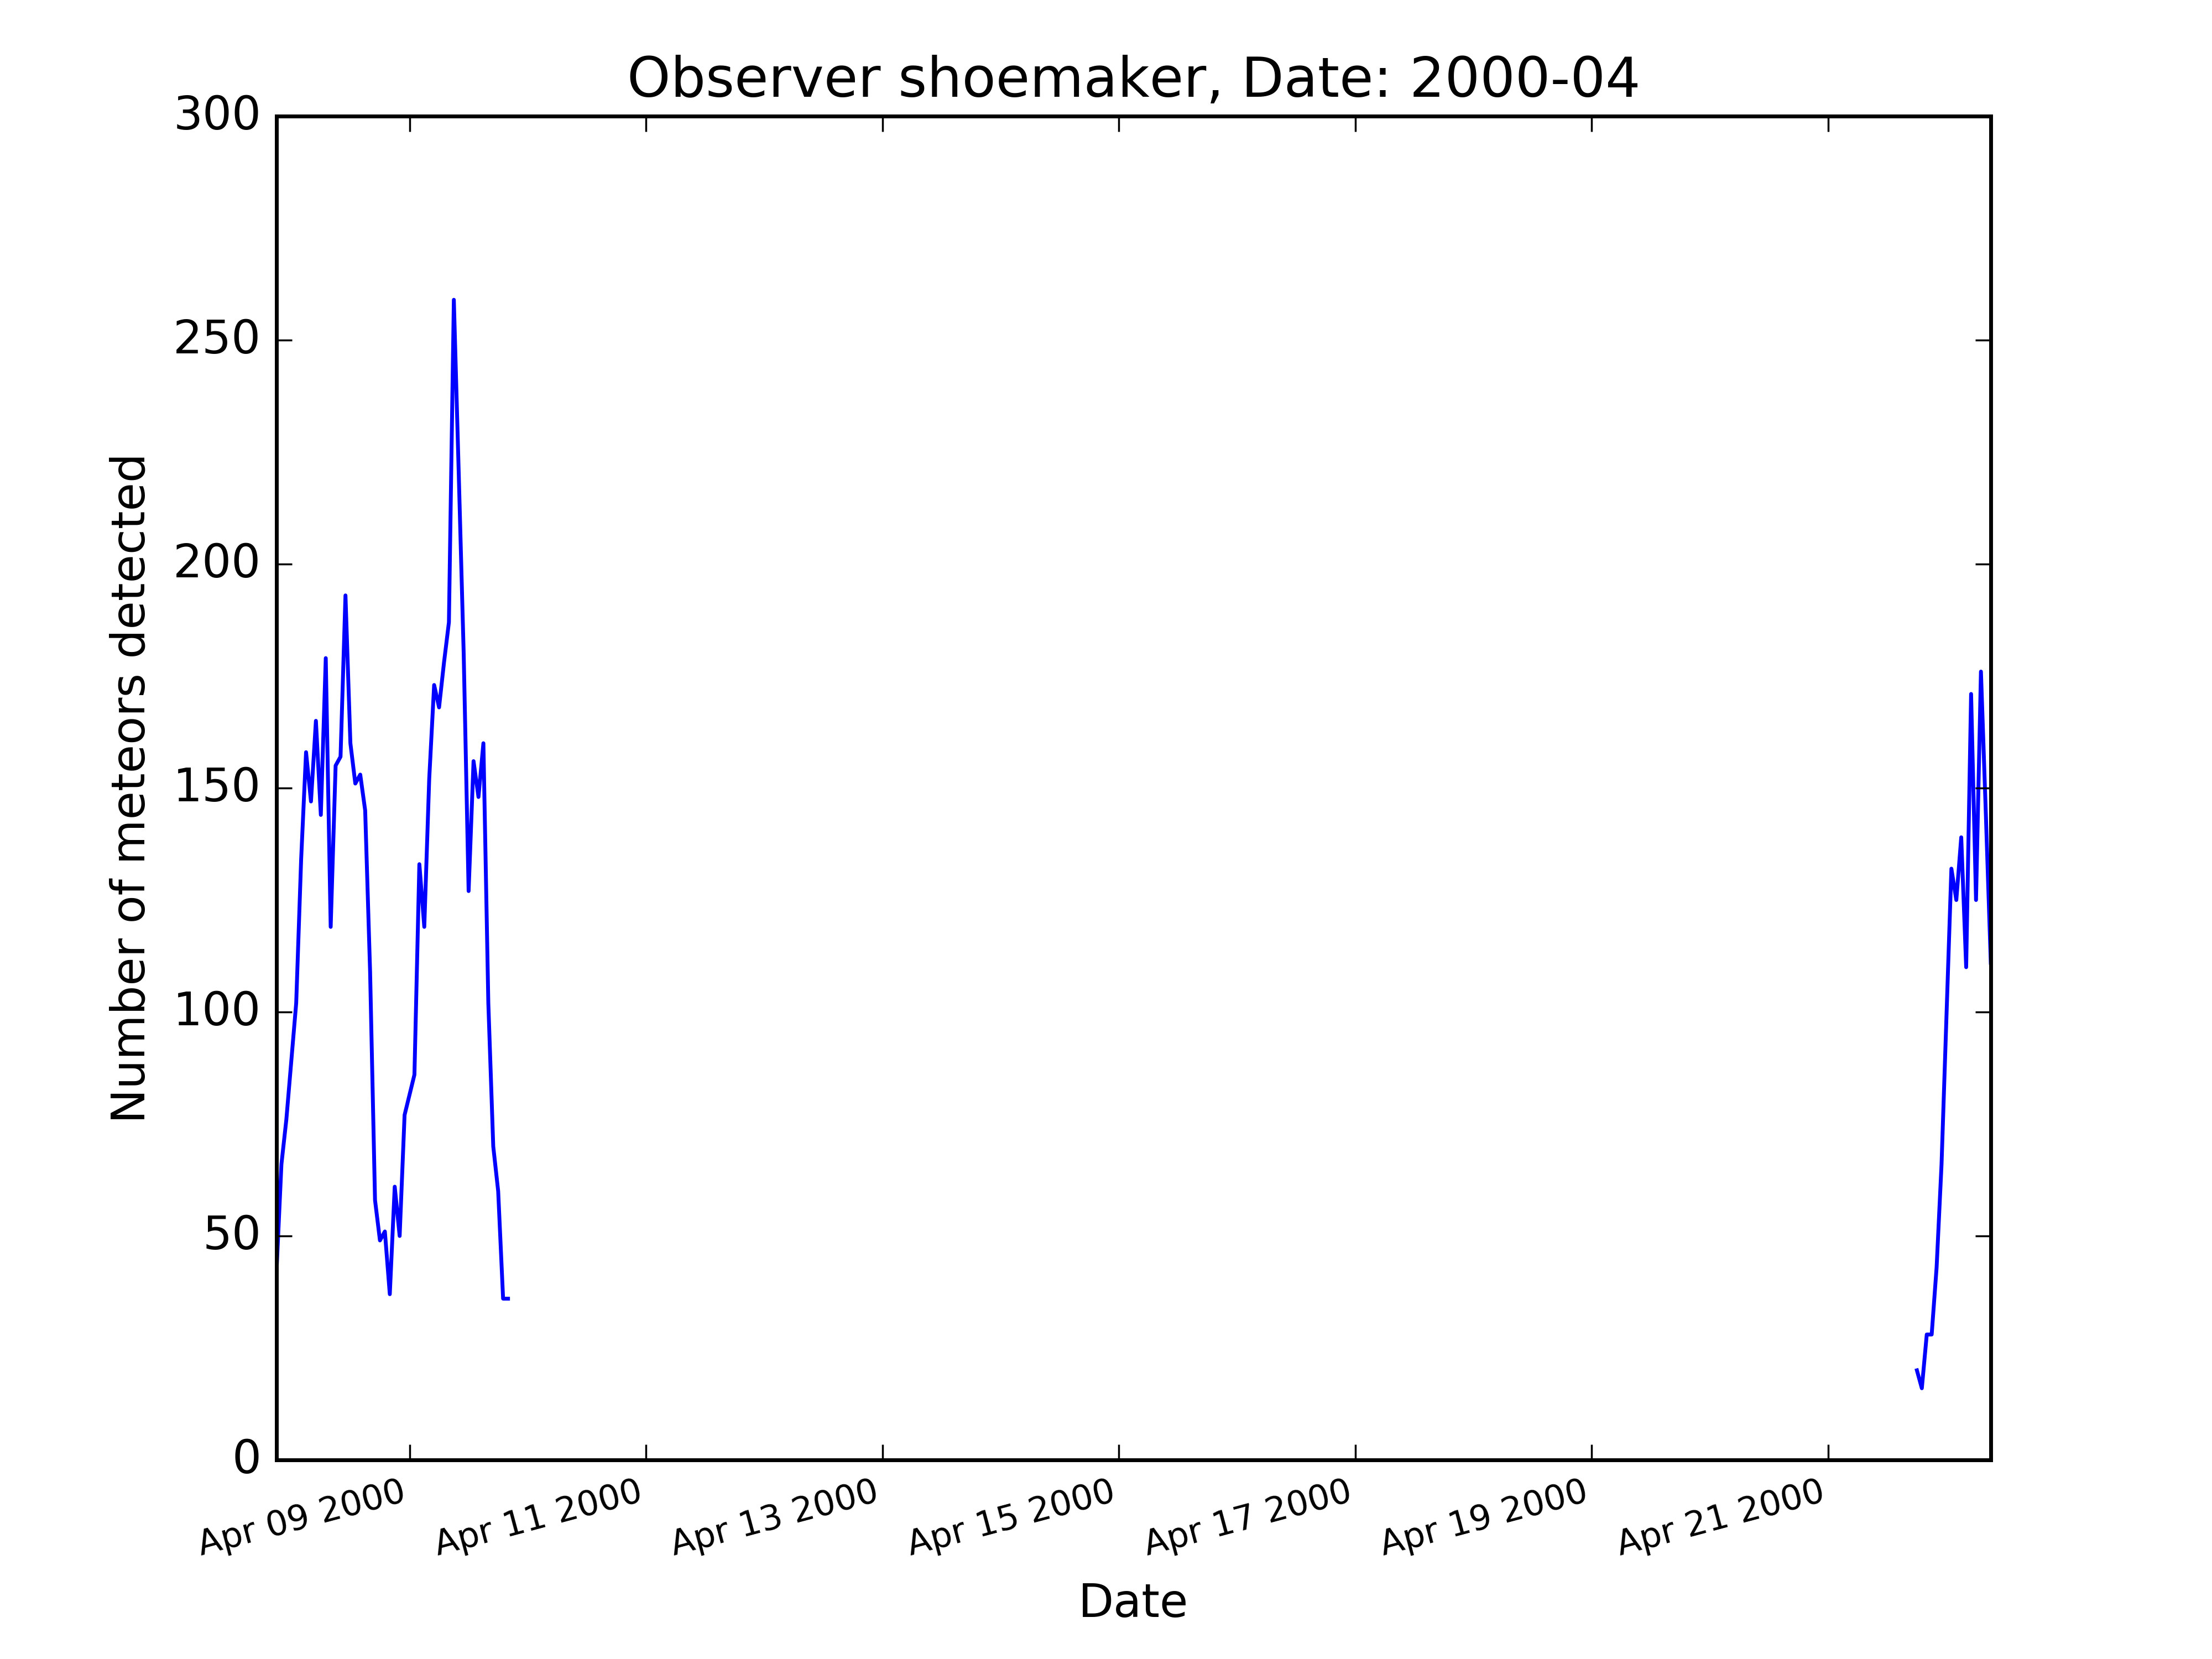 Observer shoemaker, Date: 2000-04
300
250
200
150
100
50
0
Number of meteors detected
Apr 09 2000
Apr 11 2000
Apr 13 2000
Apr 15 2000
Apr 17 2000
Apr 19 2000
Apr 21 2000
Date